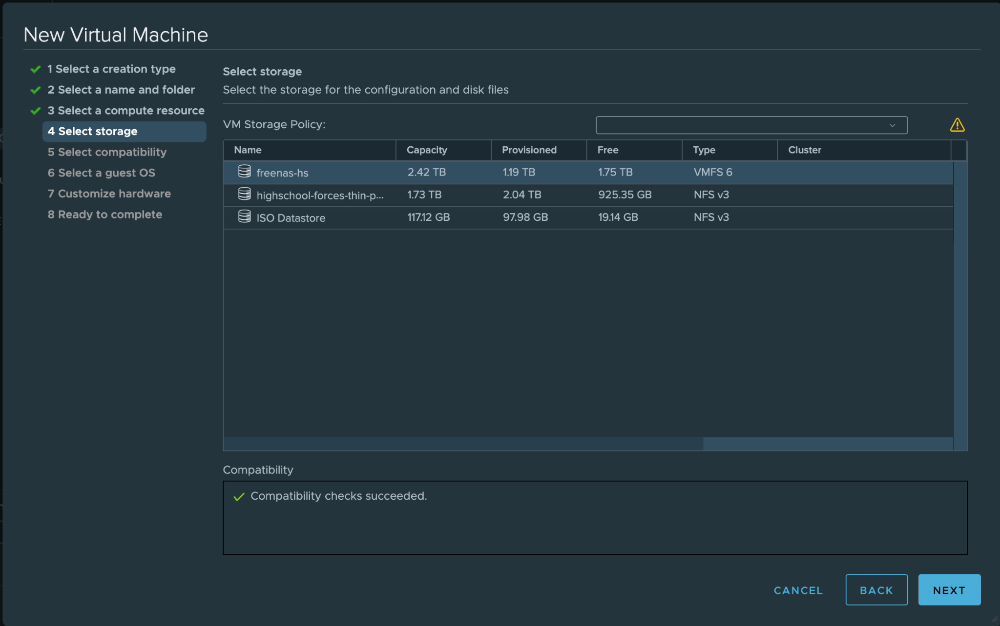 New Virtual Machine
1 Select a creation type
2 Select a name and folder
3 Select a compute resource
4 Select storage
5 Select compatibility
6 Select a guest OS
7 Customize hardware
8 Ready to complete
Select storage
Select the storage for the configuration and disk files
VM Storage Policy:
Name Capacity Provisioned Free Type Cluster
freenas-hs 2.42 TB 1.19 TB 1.75 TB VMFS 6
highschool-forces-thin-p... 1.73 TB 2.04 TB 925.35 GB NFS v3
ISO Datastore 117.12 GB 97.98 GB 19.14 GB NFS v3
Compatibility
Compatibility checks succeeded.
CANCEL BACK NEXT